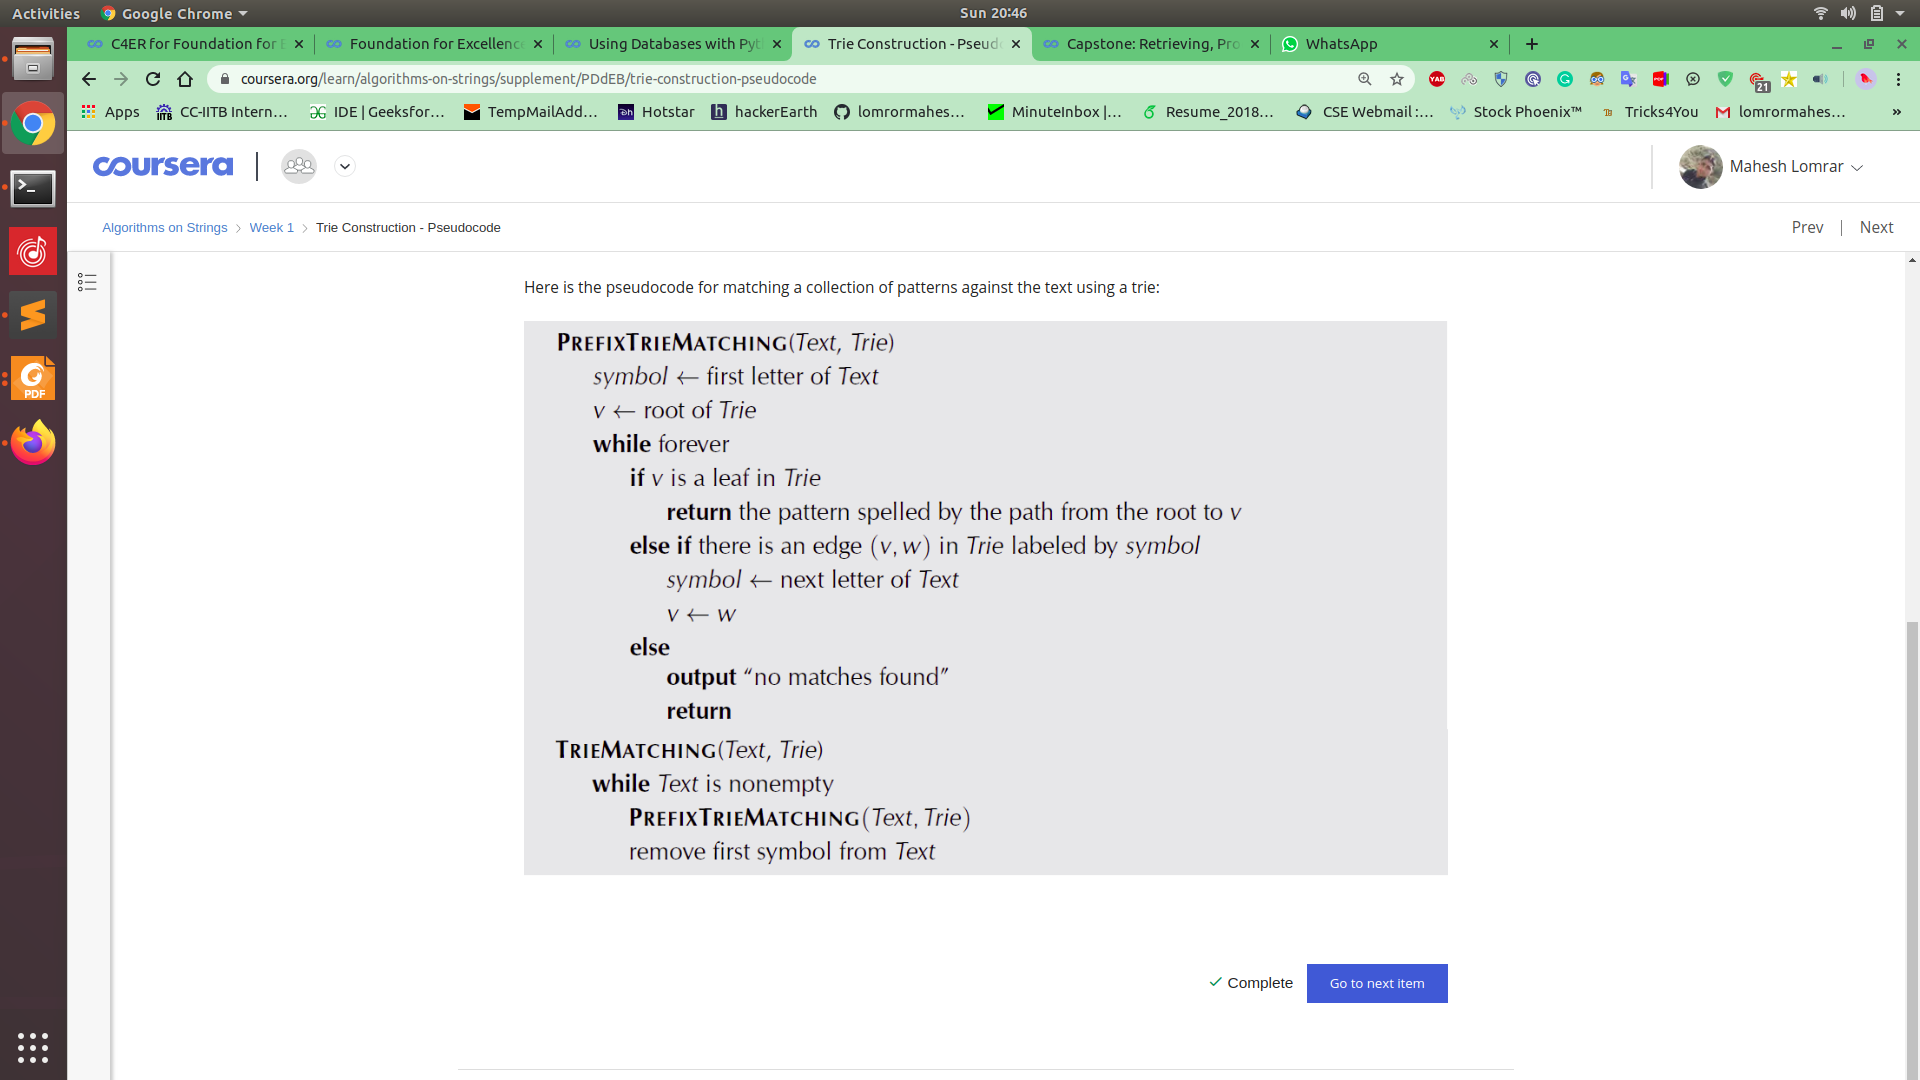 Activities Google Chrome Sun 20:46
C4ER for Foundation for E Foundation for Excellence Using Databases with Pyt Trie Construction - Pseudo Capstone: Retrieving, Pro WhatsApp
coursera.org/learn/algorithms-on-strings/supplement/PDdEB/trie-construction-pseudocode YAB 21
Apps CC-IITB Intern... IDE | Geeksfor... TempMailAdd... Hotstar hackerEarth lomrormahes... MinuteInbox |... Resume_2018... CSE Webmail :... Stock Phoenix™ Tricks4You lomrormahes... »
coursera Mahesh Lomrar
Algorithms on Strings > Week 1 > Trie Construction - Pseudocode Prev | Next
Here is the pseudocode for matching a collection of patterns against the text using a trie:
PREFIXTRIEMATCHING(Text, Trie)
symbol ← first letter of Text
v ← root of Trie
while forever
if v is a leaf in Trie
return the pattern spelled by the path from the root to v
else if there is an edge (v, w) in Trie labeled by symbol
symbol ← next letter of Text
v ← w
else
output “no matches found”
return
TRIEMATCHING(Text, Trie)
while Text is nonempty
PREFIXTRIEMATCHING(Text, Trie)
remove first symbol from Text
Complete Go to next item
PDF